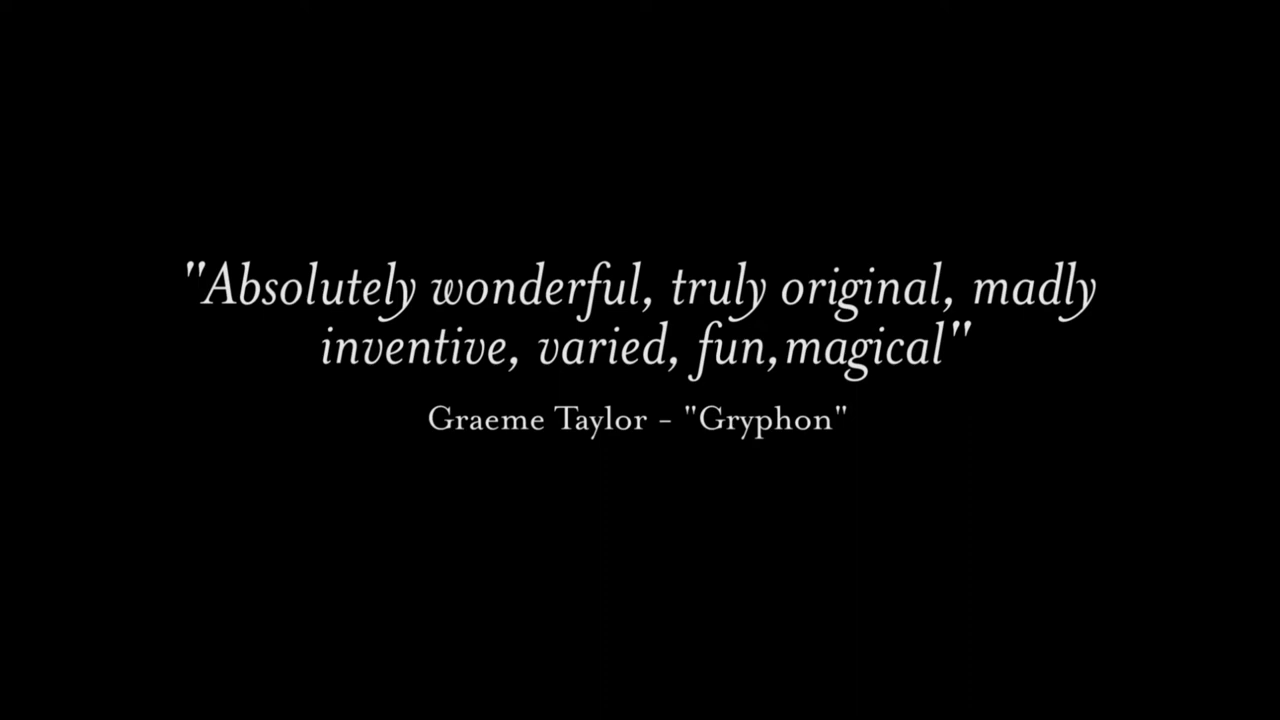 "Absolutely wonderful, truly original, madly
inventive, varied, fun,magical"
Graeme Taylor - "Gryphon"